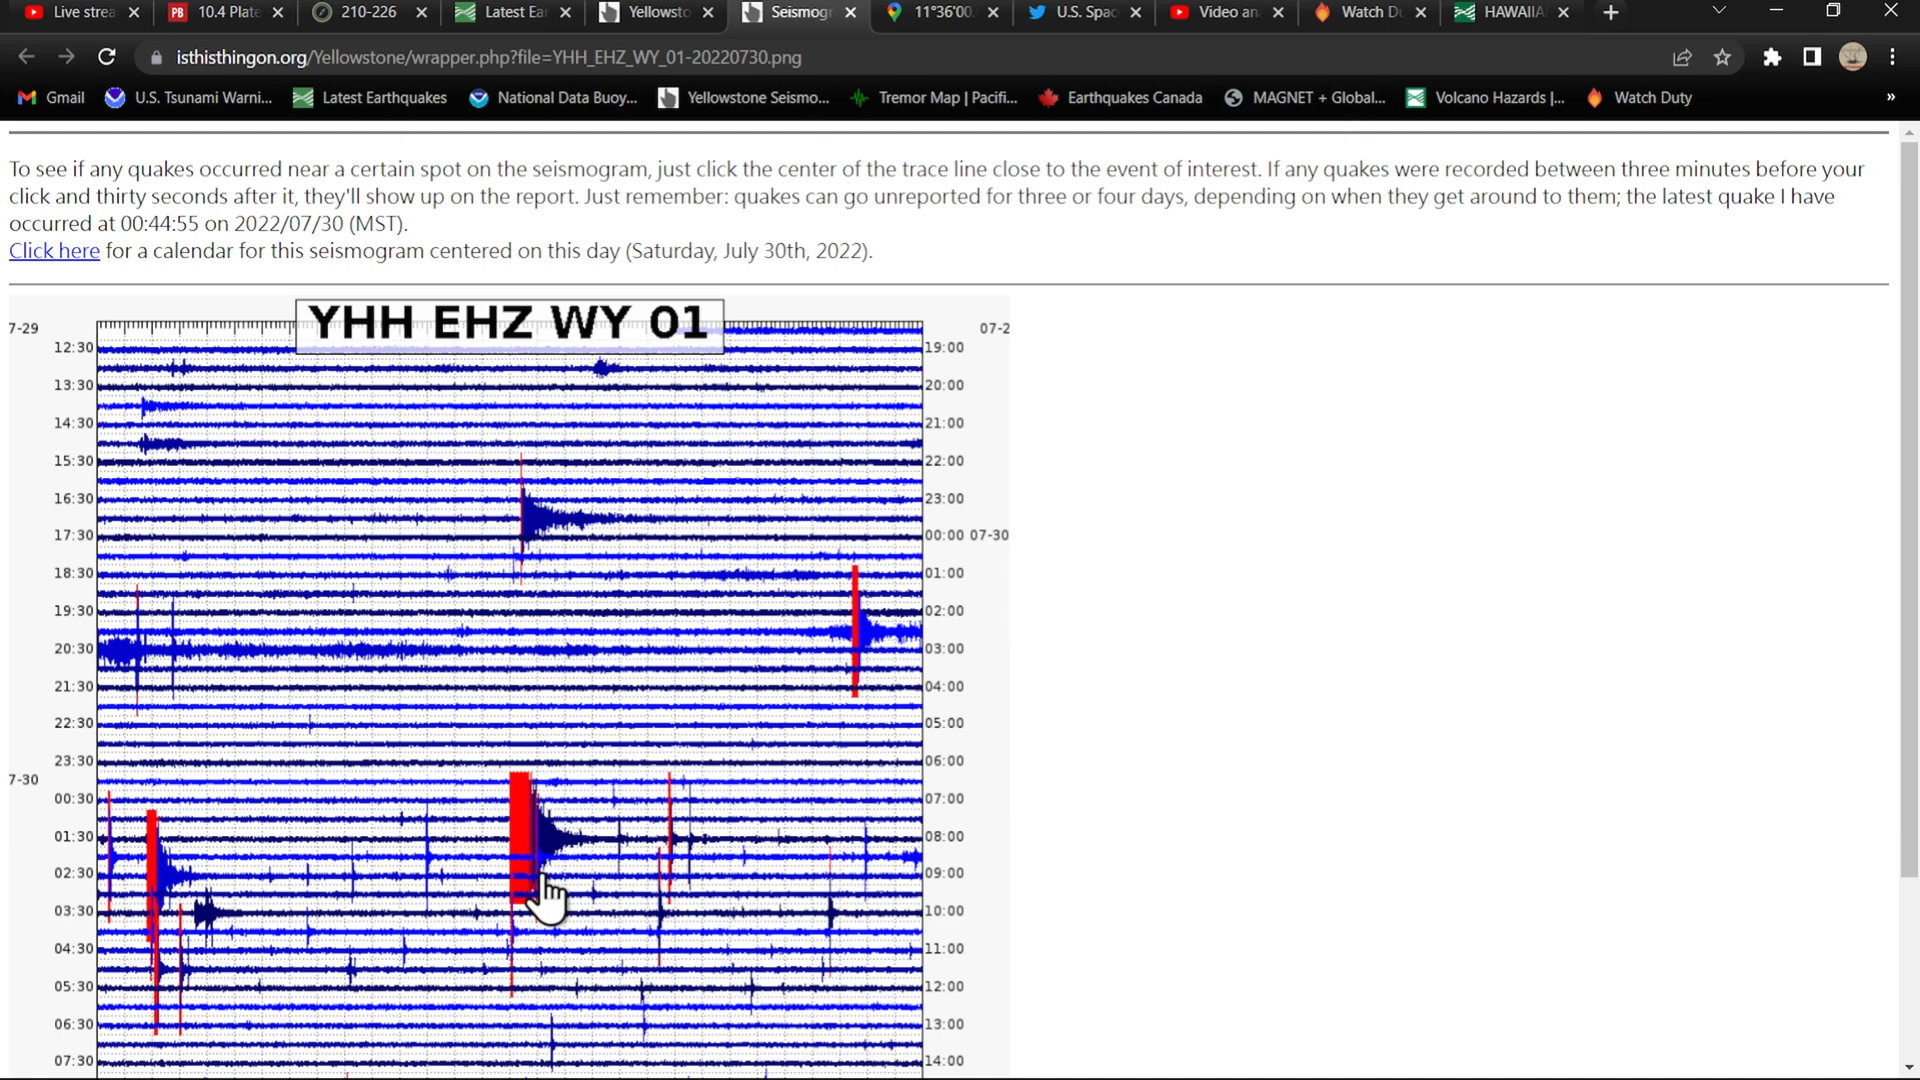 Live strea
10.4 Plate
210-226
Latest Ear
Yellowsto
Seismogr
11°36'00.
U.S. Spac
Video an
Watch Du
HAWAIIA
isthisthingon.org/Yellowstone/wrapper.php?file=YHH_EHZ_WY_01-20220730.png
Gmail
U.S. Tsunami Warni...
Latest Earthquakes
National Data Buoy...
Yellowstone Seismo...
Tremor Map | Pacifi...
Earthquakes Canada
MAGNET + Global...
Volcano Hazards |...
Watch Duty
»
To see if any quakes occurred near a certain spot on the seismogram, just click the center of the trace line close to the event of interest. If any quakes were recorded between three minutes before your
click and thirty seconds after it, they'll show up on the report. Just remember: quakes can go unreported for three or four days, depending on when they get around to them; the latest quake I have
occurred at 00:44:55 on 2022/07/30 (MST).
Click here for a calendar for this seismogram centered on this day (Saturday, July 30th, 2022).
YHH EHZ WY 01
7-29 07-2
12:30 19:00
13:30 20:00
14:30 21:00
15:30 22:00
16:30 23:00
17:30 00:00 07-30
18:30 01:00
19:30 02:00
20:30 03:00
21:30 04:00
22:30 05:00
23:30 06:00
7-30
00:30 07:00
01:30 08:00
02:30 09:00
03:30 10:00
04:30 11:00
05:30 12:00
06:30 13:00
07:30 14:00